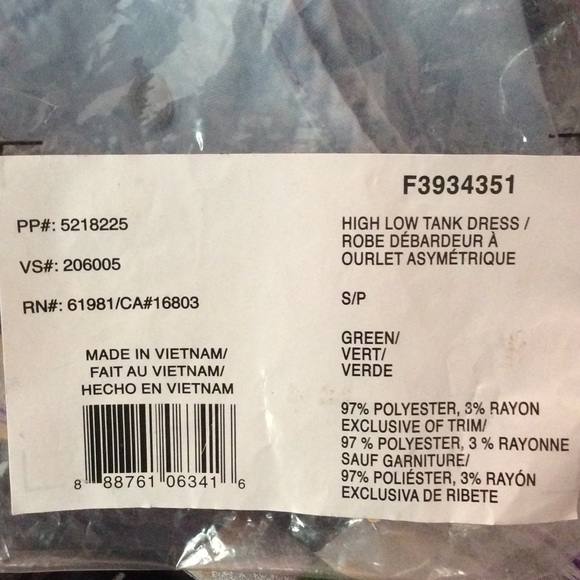 F3934351
PP#: 5218225
VS#: 206005
RN#: 61981/CA#16803
MADE IN VIETNAM/
FAIT AU VIETNAM/
HECHO EN VIETNAM
8 88761 06341 6
HIGH LOW TANK DRESS /
ROBE DÉBARDEUR À
OURLET ASYMÉTRIQUE
S/P
GREEN/
VERT/
VERDE
97% POLYESTER, 3% RAYON
EXCLUSIVE OF TRIM/
97 % POLYESTER, 3 % RAYONNE
SAUF GARNITURE/
97% POLIÉSTER, 3% RAYÓN
EXCLUSIVA DE RIBETE